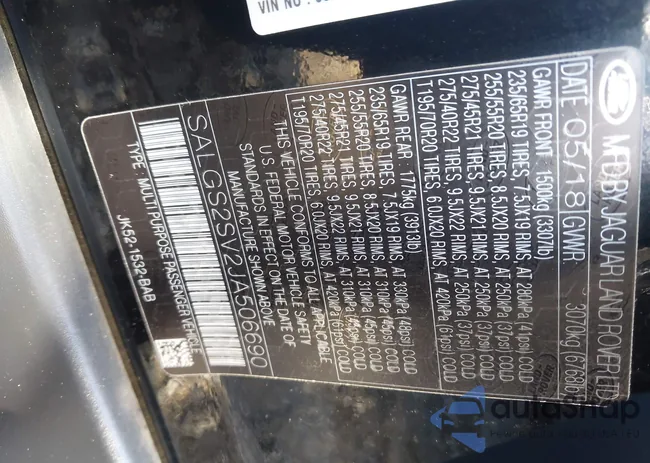 VIN NO :
MFD BY JAGUAR LAND ROVER LTD
DATE 05/18 GVWR 3070kg (6768lb)
GAWR FRONT 1500kg (3307lb)
235/65R19 TIRES, 7.5JX19 RIMS, AT 280kPa (41psi) COLD
255/55R20 TIRES, 8.5JX20 RIMS, AT 250kPa (37psi) COLD
275/45R21 TIRES, 9.5JX21 RIMS, AT 250kPa (37psi) COLD
275/40R22 TIRES, 9.5JX22 RIMS, AT 250kPa (37psi) COLD
T195/70R20 TIRES, 6.0JX20 RIMS, AT 420kPa (61psi) COLD
GAWR REAR: 1775kg (3913lb)
235/65R19 TIRES, 7.5JX19 RIMS, AT 330kPa (48psi) COLD
255/55R20 TIRES, 8.5JX20 RIMS, AT 310kPa (45psi) COLD
275/45R21 TIRES, 9.5JX21 RIMS, AT 310kPa (45psi) COLD
275/40R22 TIRES, 9.5JX22 RIMS, AT 310kPa (45psi) COLD
T195/70R20 TIRES, 6.0JX20 RIMS, AT 420kPa (61psi) COLD
THIS VEHICLE CONFORMS TO ALL APPLICABLE
U.S. FEDERAL MOTOR VEHICLE SAFETY
STANDARDS IN EFFECT ON THE DATE OF
MANUFACTURE SHOWN ABOVE
SALGS2SV2JA506690
TYPE: MULTI PURPOSE PASSENGER VEHICLE
JK52-1532-BAB
autoSnap